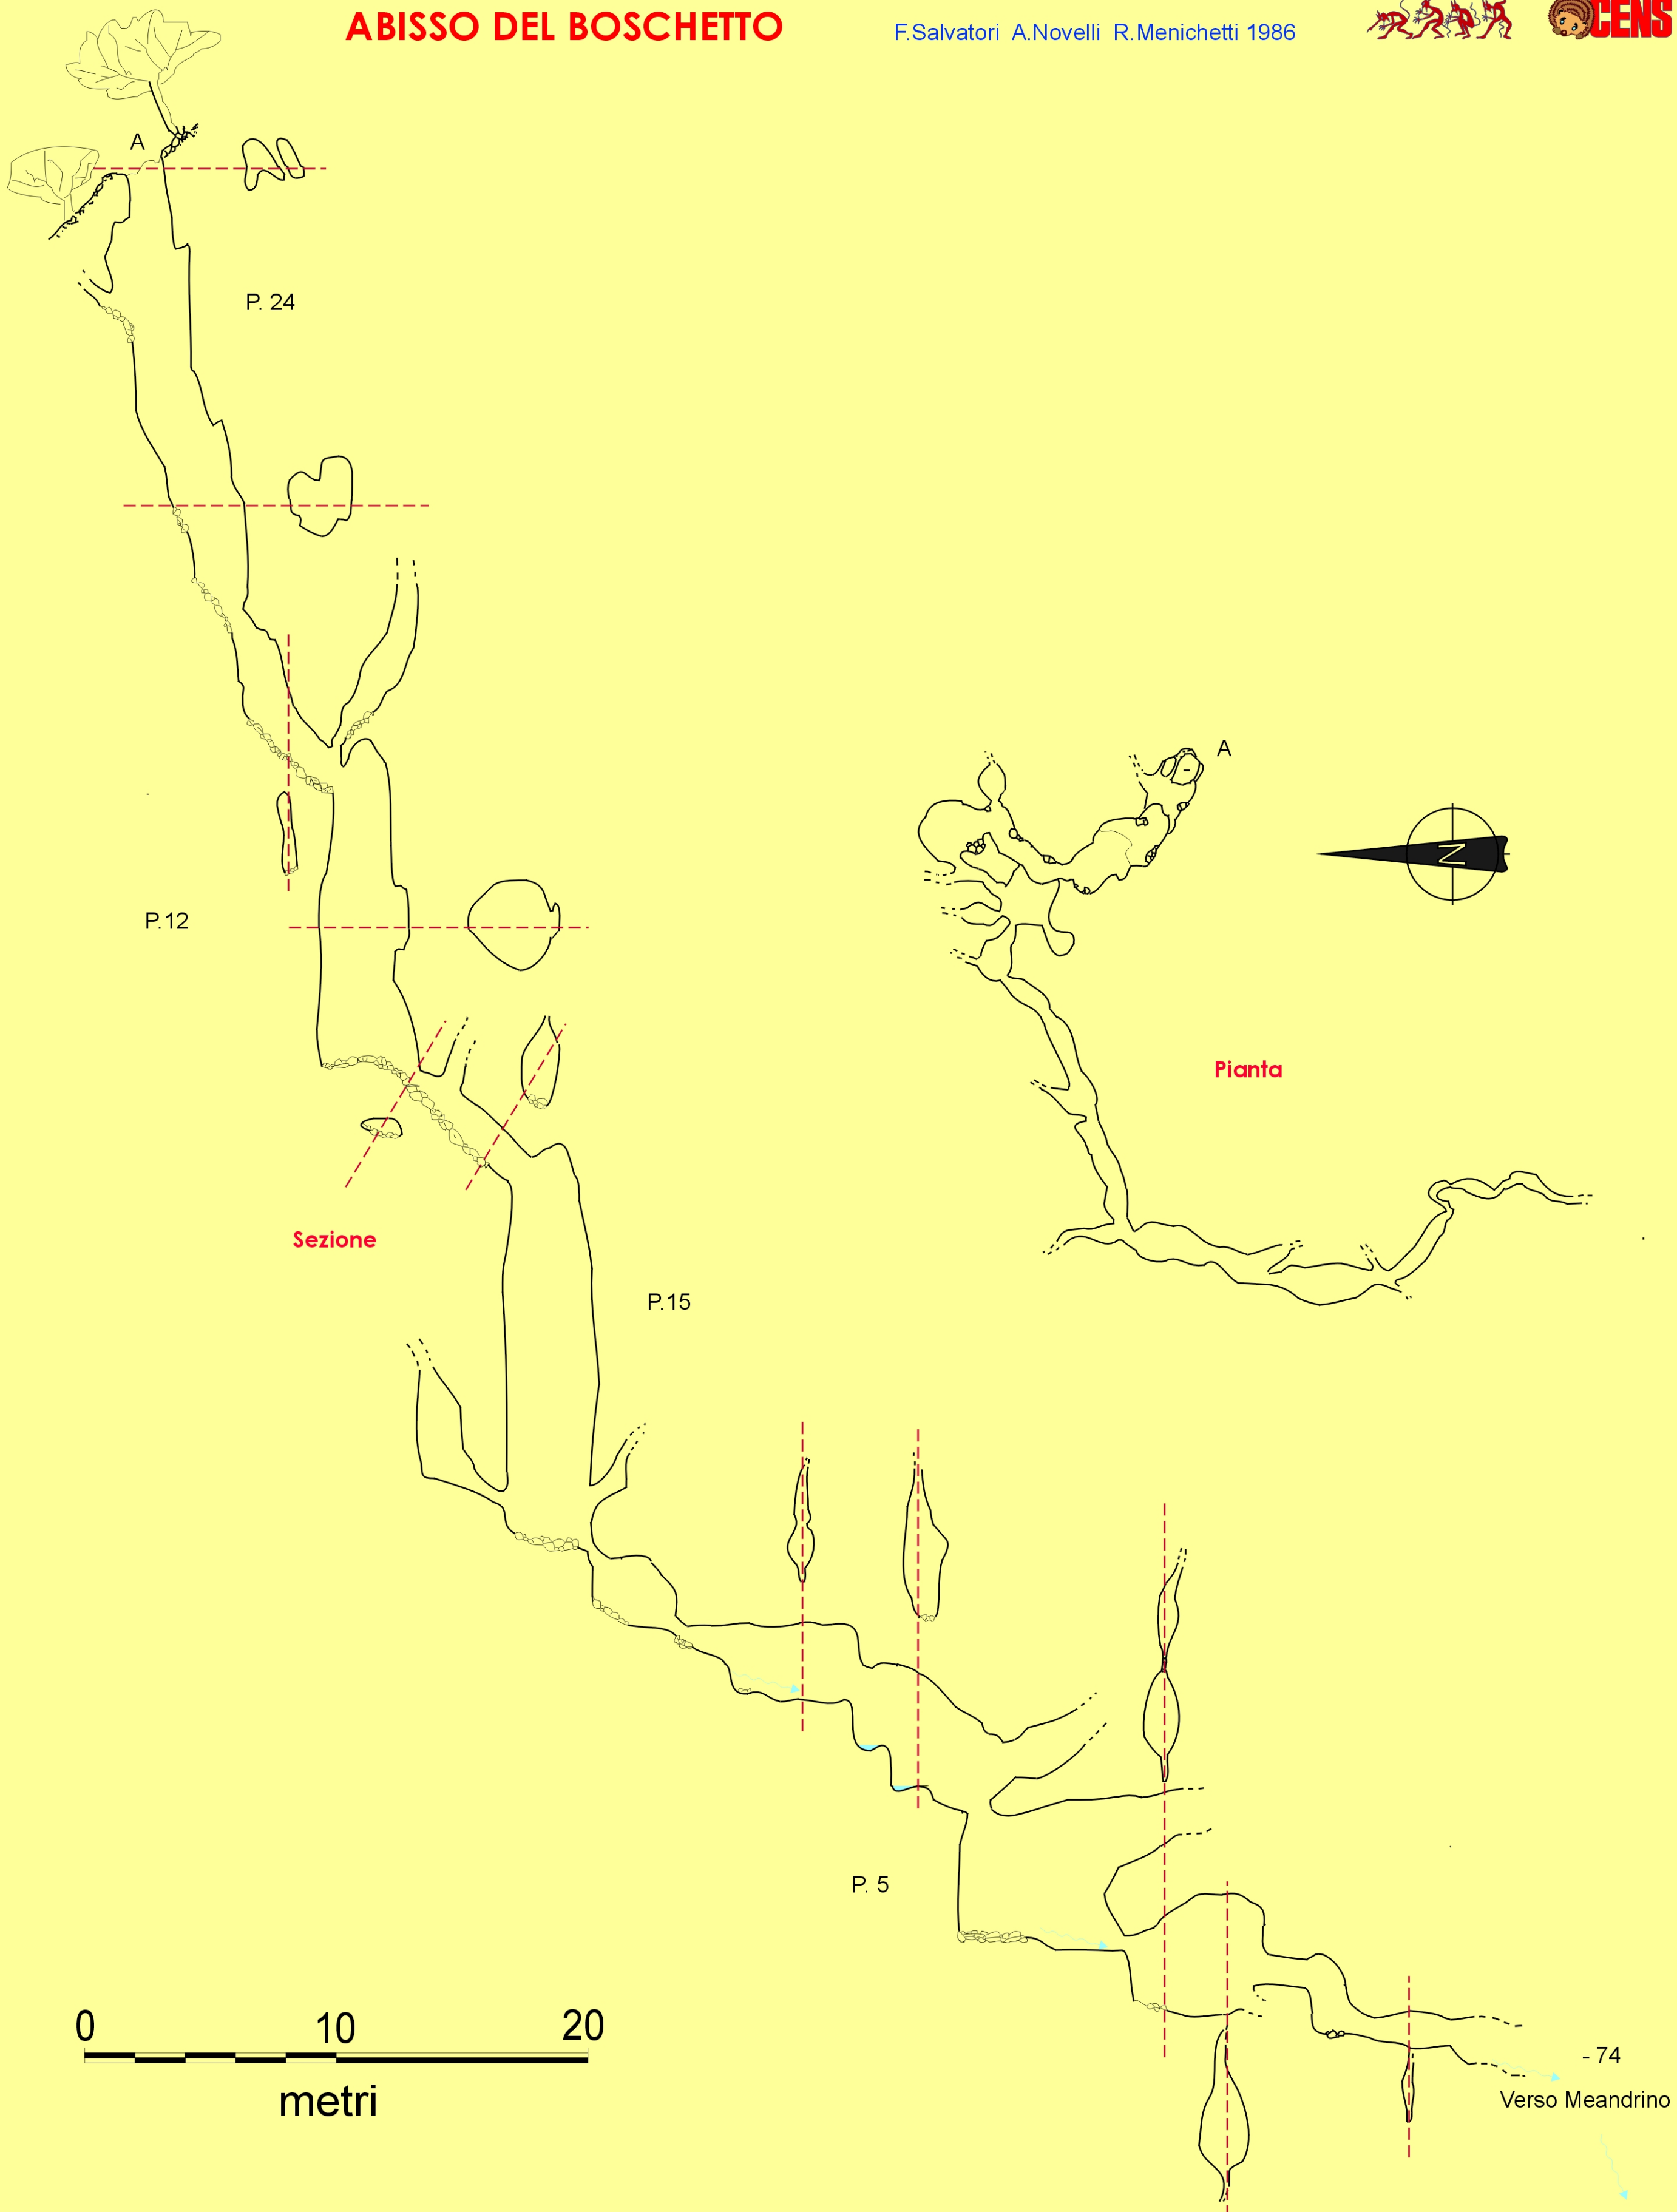 ABISSO DEL BOSCHETTO
F.Salvatori A.Novelli R.Menichetti 1986
CENS
A
P. 24
A
N
P.12
Pianta
Sezione
P.15
P. 5
0 10 20
metri
- 74
Verso Meandrino